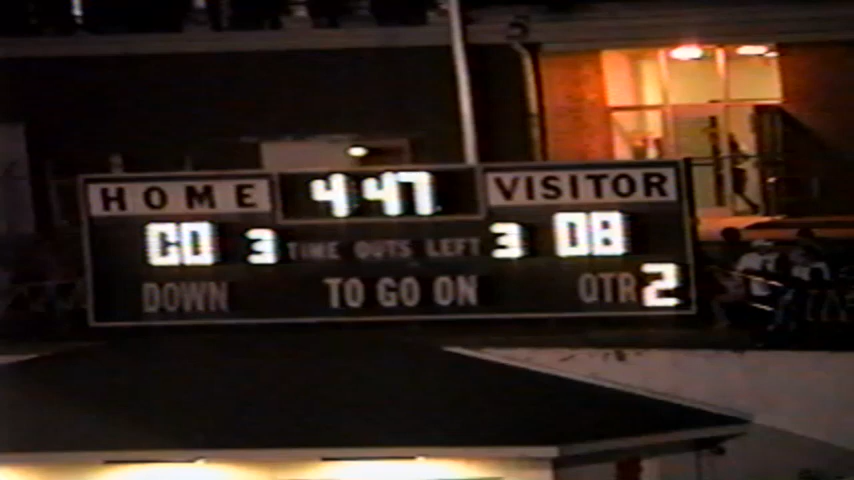 HOME 4 47 VISITOR
00 3 TIME OUTS LEFT 3 08
DOWN TO GO ON QTR 2